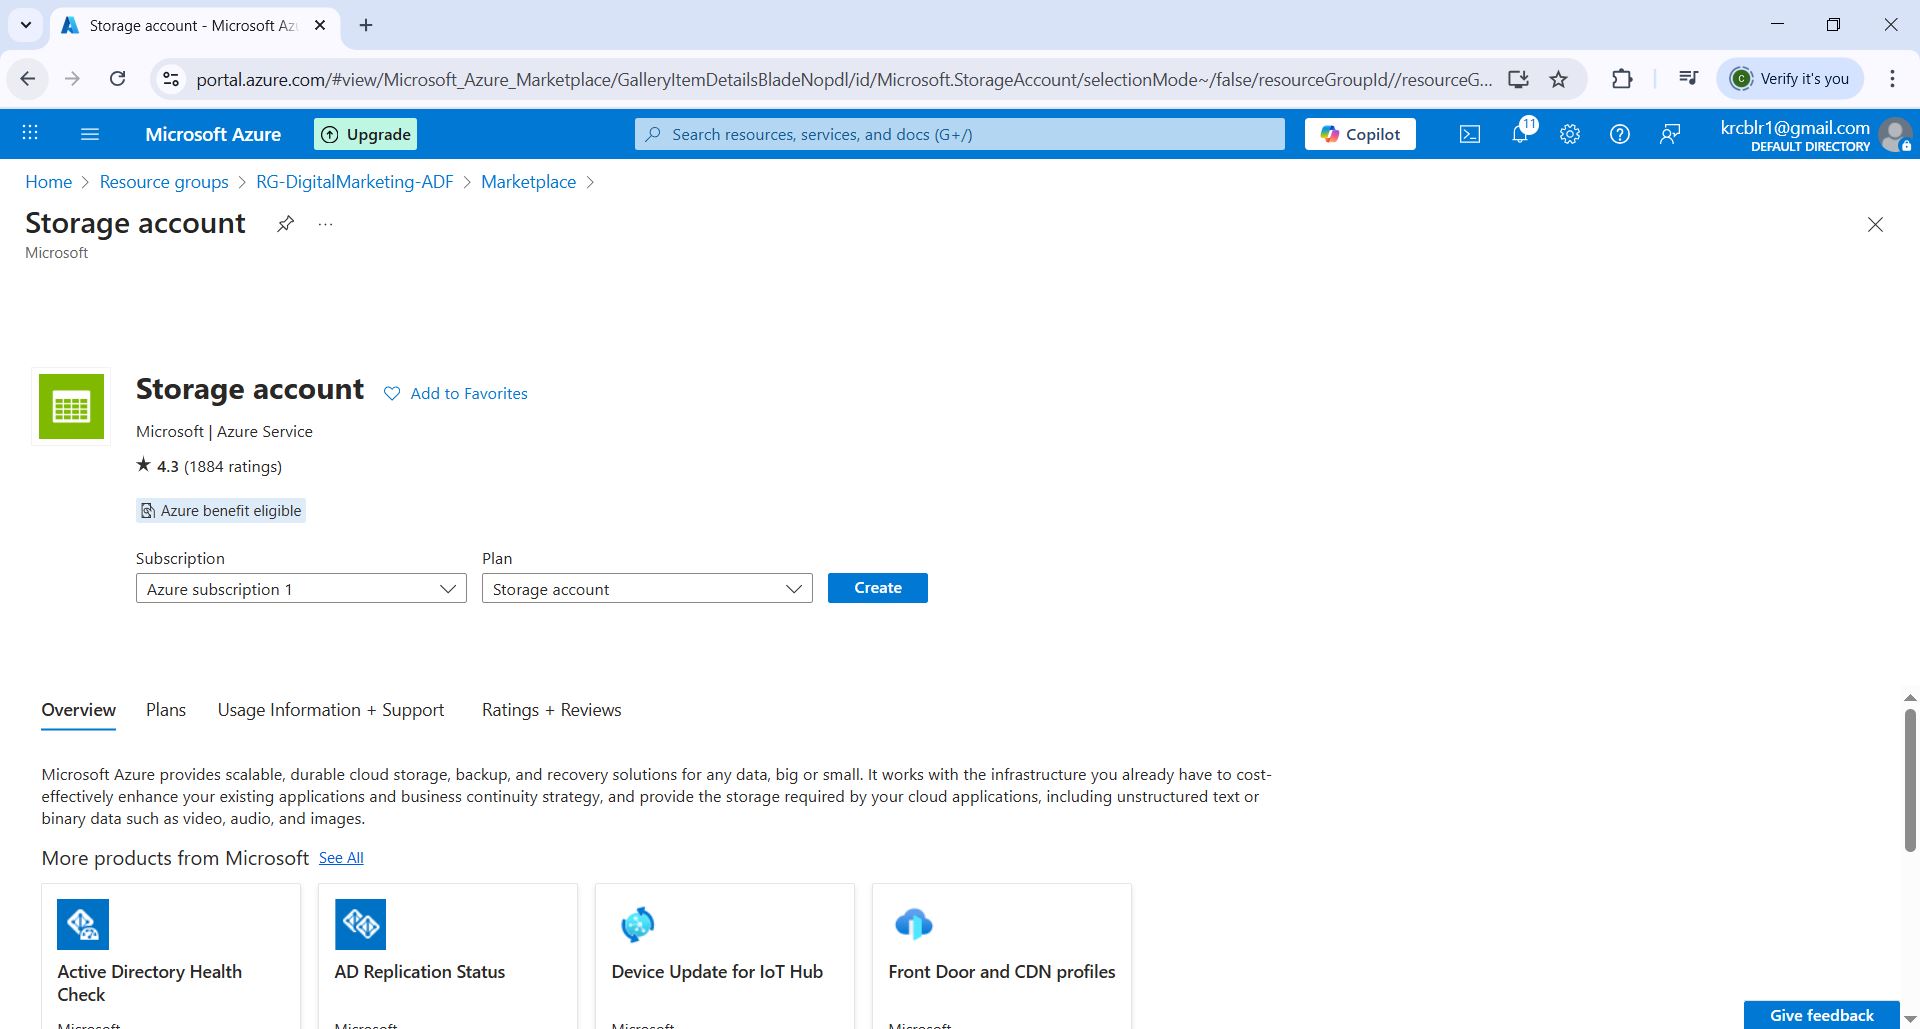 Storage account - Microsoft Az
portal.azure.com/#view/Microsoft_Azure_Marketplace/GalleryItemDetailsBladeNopdl/id/Microsoft.StorageAccount/selectionMode~/false/resourceGroupId//resourceG...
Verify it's you
Microsoft Azure
Upgrade
Search resources, services, and docs (G+/)
Copilot
11
krcblr1@gmail.com
DEFAULT DIRECTORY
Home > Resource groups > RG-DigitalMarketing-ADF > Marketplace >
Storage account
Microsoft
Storage account
Add to Favorites
Microsoft | Azure Service
★ 4.3 (1884 ratings)
Azure benefit eligible
Subscription Plan
Azure subscription 1 Storage account Create
Overview Plans Usage Information + Support Ratings + Reviews
Microsoft Azure provides scalable, durable cloud storage, backup, and recovery solutions for any data, big or small. It works with the infrastructure you already have to cost-
effectively enhance your existing applications and business continuity strategy, and provide the storage required by your cloud applications, including unstructured text or
binary data such as video, audio, and images.
More products from Microsoft See All
Active Directory Health
Check
Microsoft
AD Replication Status
Microsoft
Device Update for IoT Hub
Microsoft
Front Door and CDN profiles
Microsoft
Give feedback